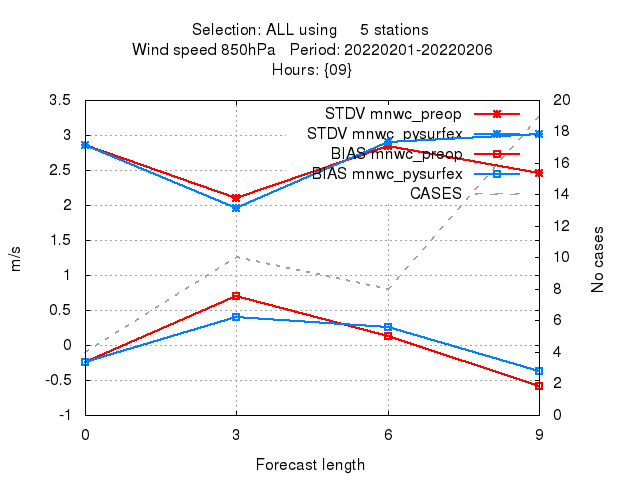 Selection: ALL using 5 stations
Wind speed 850hPa Period: 20220201-20220206
Hours: {09}
3.5
3
2.5
2
1.5
1
0.5
0
-0.5
-1
m/s
STDV mnwc_preop
STDV mnwc_pysurfex
BIAS mnwc_preop
BIAS mnwc_pysurfex
CASES
20
18
16
14
12
10
8
6
4
2
0
No cases
0 3 6 9
Forecast length